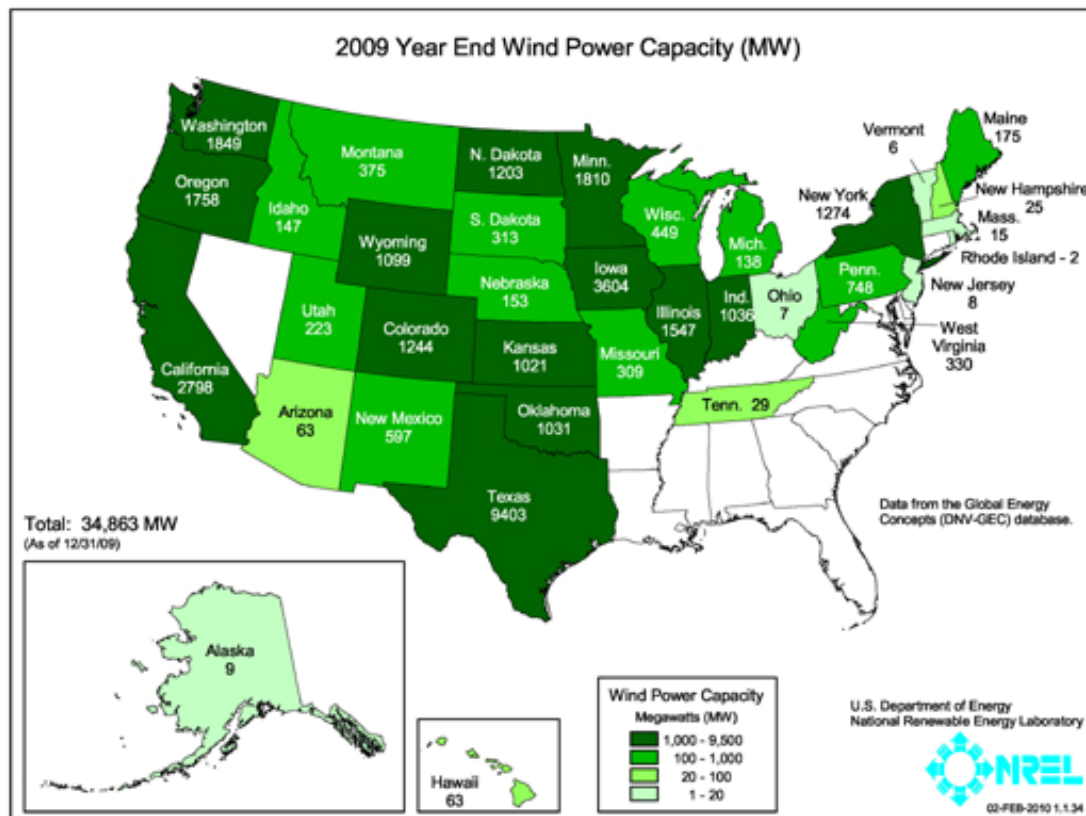 2009 Year End Wind Power Capacity (MW)
Washington
1849
Oregon
1758
California
2798
Idaho
147
Montana
375
Wyoming
1099
Utah
223
Colorado
1244
Arizona
63
New Mexico
597
N. Dakota
1203
S. Dakota
313
Nebraska
153
Kansas
1021
Oklahoma
1031
Texas
9403
Minn.
1810
Iowa
3604
Missouri
309
Wisc.
449
Illinois
1547
Mich.
138
Ind.
1036
Ohio
7
Tenn. 29
Penn.
748
New York
1274
Vermont
6
Maine
175
New Hampshire
25
Mass.
15
Rhode Island - 2
New Jersey
8
West
Virginia
330
Data from the Global Energy
Concepts (DNV-GEC) database.
Total: 34,863 MW
(As of 12/31/09)
Alaska
9
Hawaii
63
Wind Power Capacity
Megawatts (MW)
1,000 - 9,500
100 - 1,000
20 - 100
1 - 20
U.S. Department of Energy
National Renewable Energy Laboratory
NREL
02-FEB-2010 1.1.34